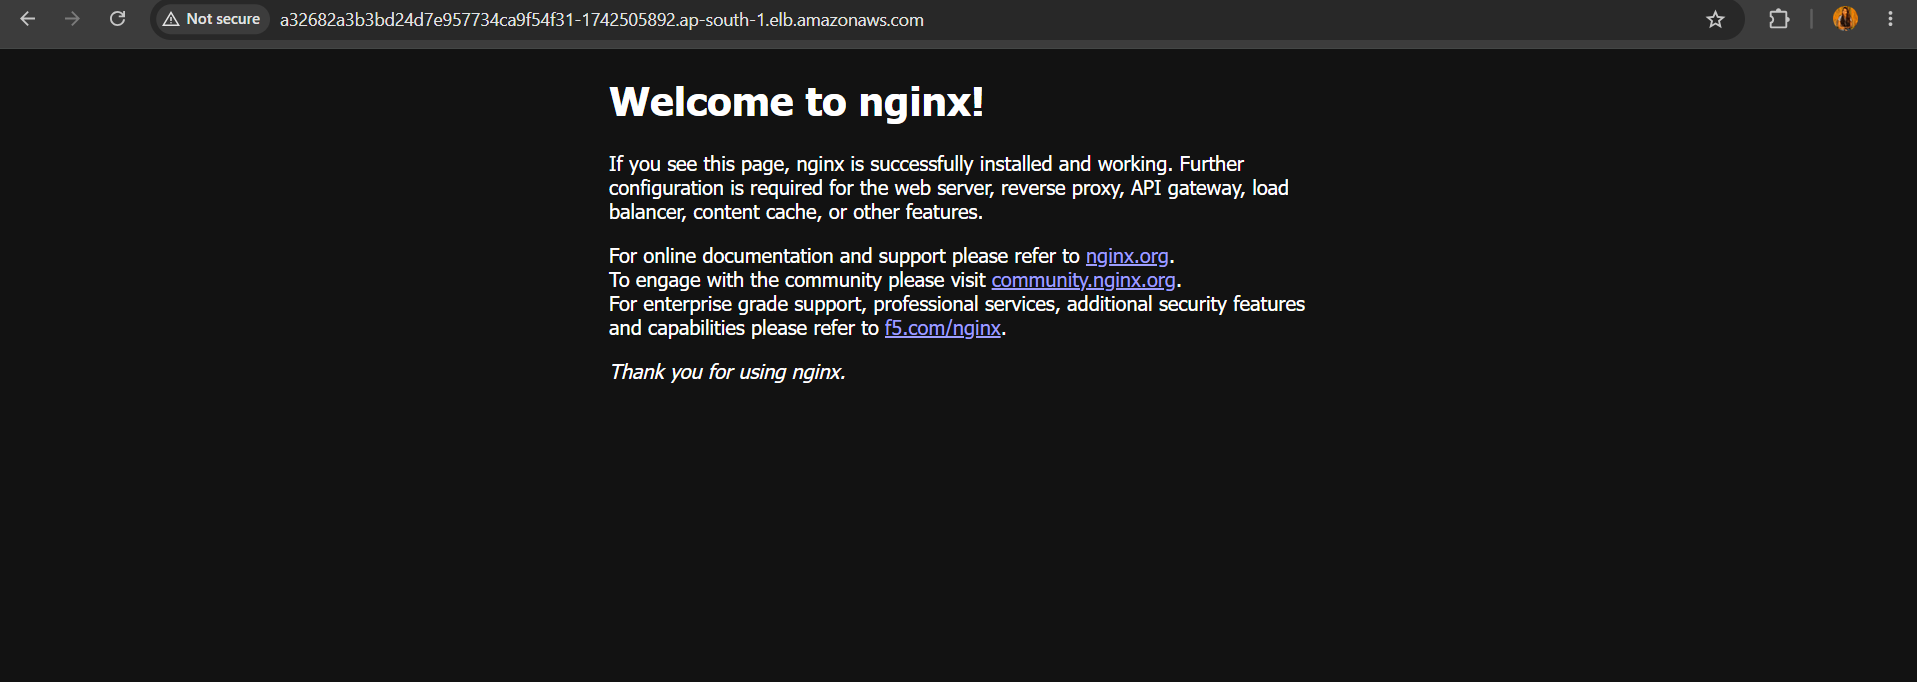 Not secure a32682a3b3bd24d7e957734ca9f54f31-1742505892.ap-south-1.elb.amazonaws.com
Welcome to nginx!
If you see this page, nginx is successfully installed and working. Further
configuration is required for the web server, reverse proxy, API gateway, load
balancer, content cache, or other features.
For online documentation and support please refer to nginx.org.
To engage with the community please visit community.nginx.org.
For enterprise grade support, professional services, additional security features
and capabilities please refer to f5.com/nginx.
Thank you for using nginx.